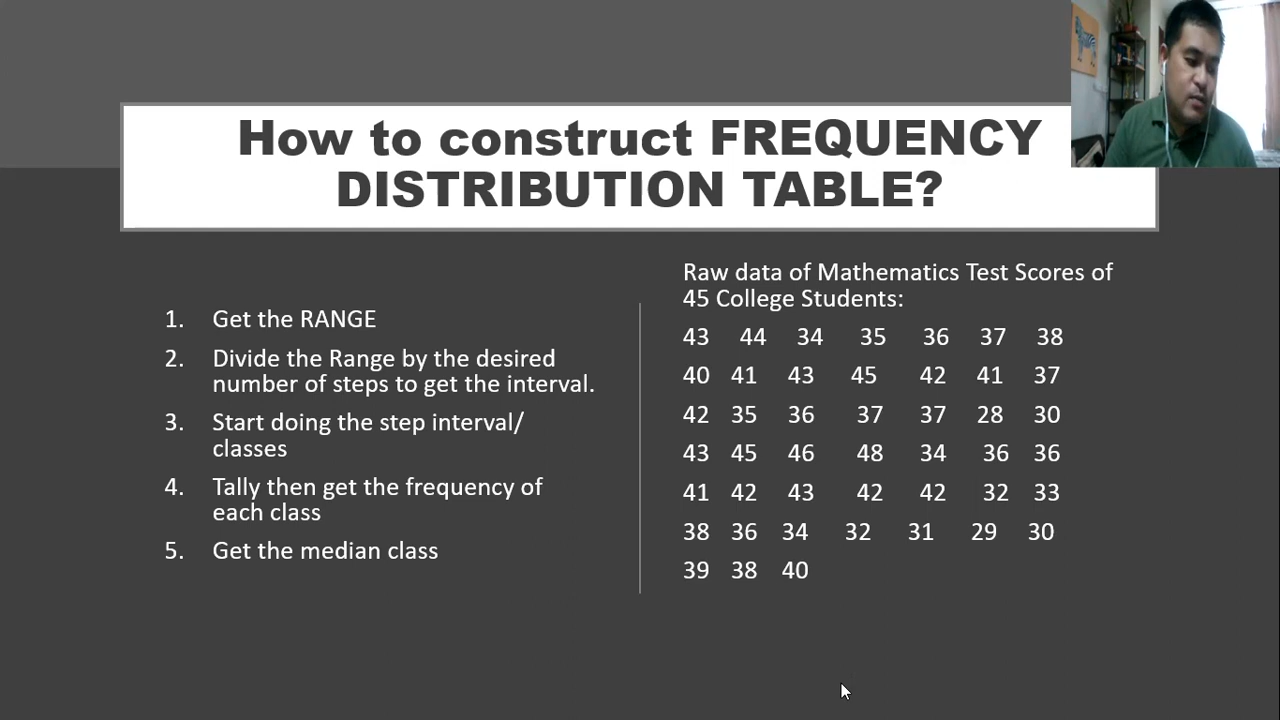 How to construct FREQUENCY
DISTRIBUTION TABLE?
1. Get the RANGE
2. Divide the Range by the desired
number of steps to get the interval.
3. Start doing the step interval/
classes
4. Tally then get the frequency of
each class
5. Get the median class
Raw data of Mathematics Test Scores of
45 College Students:
43 44 34 35 36 37 38
40 41 43 45 42 41 37
42 35 36 37 37 28 30
43 45 46 48 34 36 36
41 42 43 42 42 32 33
38 36 34 32 31 29 30
39 38 40